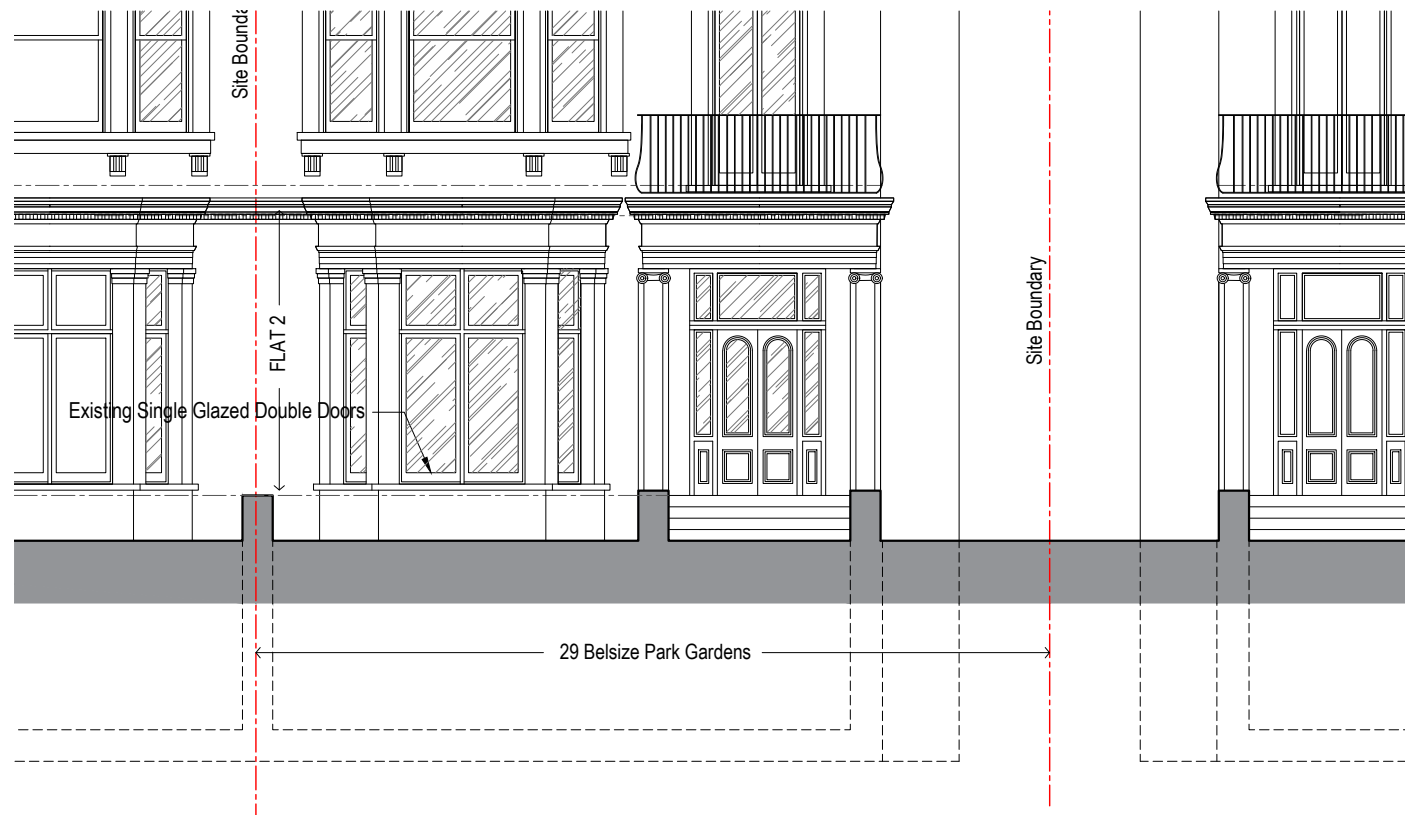 Site Bounda
FLAT 2
Existing Single Glazed Double Doors
Site Boundary
29 Belsize Park Gardens